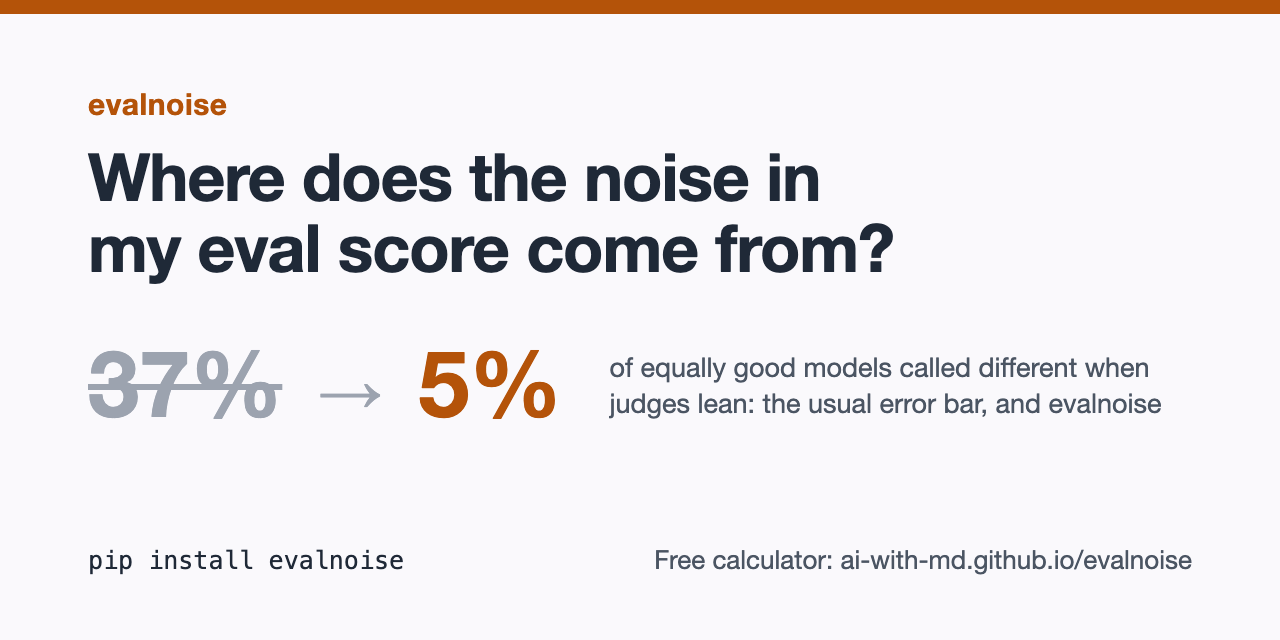 evalnoise
Where does the noise in
my eval score come from?
37% → 5%
of equally good models called different when
judges lean: the usual error bar, and evalnoise
pip install evalnoise
Free calculator: ai-with-md.github.io/evalnoise